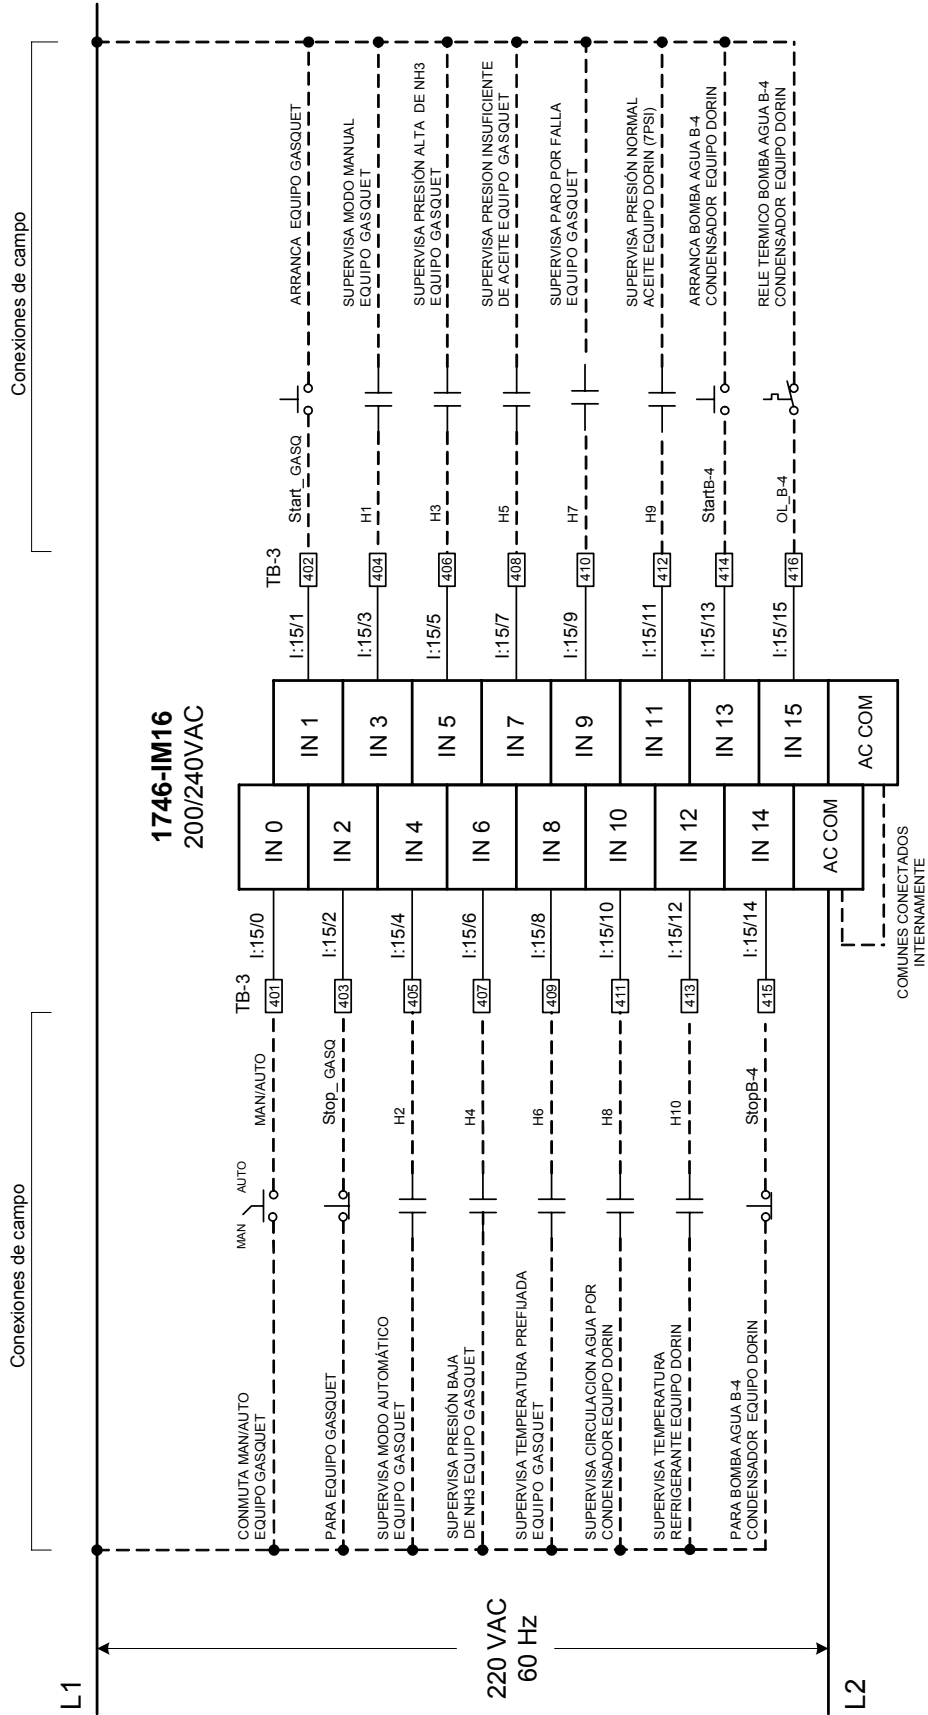 L1
220 VAC
60 Hz
L2
Conexiones de campo
Conexiones de campo
1746-IM16
200/240VAC
CONMUTA MAN/AUTO
EQUIPO GASQUET
MAN
AUTO
MAN/AUTO
TB-3
401
I:15/0
IN 0
PARA EQUIPO GASQUET
Stop_GASQ
403
I:15/2
IN 2
SUPERVISA MODO AUTOMÁTICO
EQUIPO GASQUET
H2
405
I:15/4
IN 4
SUPERVISA PRESIÓN BAJA
DE NH3 EQUIPO GASQUET
H4
407
I:15/6
IN 6
SUPERVISA TEMPERATURA PREFIJADA
EQUIPO GASQUET
H6
409
I:15/8
IN 8
SUPERVISA CIRCULACION AGUA POR
CONDENSADOR EQUIPO DORIN
H8
411
I:15/10
IN 10
SUPERVISA TEMPERATURA
REFRIGERANTE EQUIPO DORIN
H10
413
I:15/12
IN 12
PARA BOMBA AGUA B-4
CONDENSADOR EQUIPO DORIN
StopB-4
415
I:15/14
IN 14
AC COM
COMUNES CONECTADOS
INTERNAMENTE
IN 1
I:15/1
TB-3
402
Start_GASQ
ARRANCA EQUIPO GASQUET
IN 3
I:15/3
404
H1
SUPERVISA MODO MANUAL
EQUIPO GASQUET
IN 5
I:15/5
406
H3
SUPERVISA PRESIÓN ALTA DE NH3
EQUIPO GASQUET
IN 7
I:15/7
408
H5
SUPERVISA PRESION INSUFICIENTE
DE ACEITE EQUIPO GASQUET
IN 9
I:15/9
410
H7
SUPERVISA PARO POR FALLA
EQUIPO GASQUET
IN 11
I:15/11
412
H9
SUPERVISA PRESIÓN NORMAL
ACEITE EQUIPO DORIN (7PSI)
IN 13
I:15/13
414
StartB-4
ARRANCA BOMBA AGUA B-4
CONDENSADOR EQUIPO DORIN
IN 15
I:15/15
416
OL_B-4
RELE TERMICO BOMBA AGUA B-4
CONDENSADOR EQUIPO DORIN
AC COM